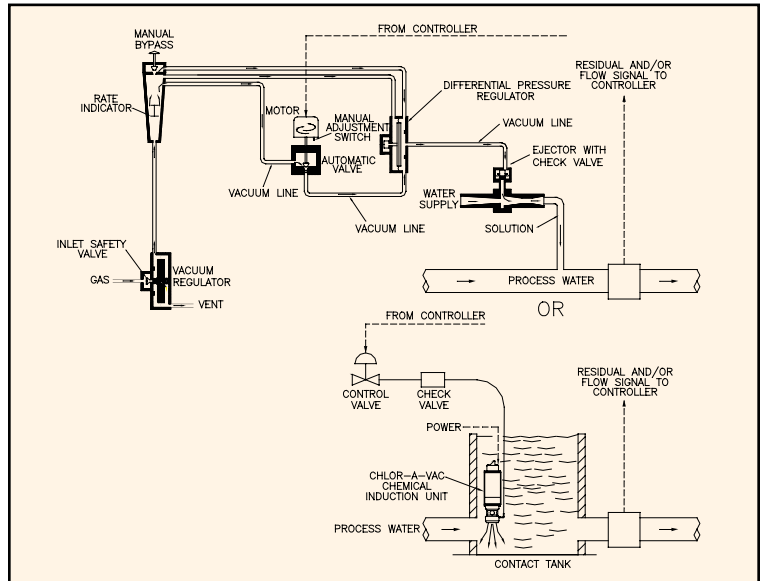 FROM CONTROLLER
MANUAL
BYPASS
RESIDUAL AND/OR
FLOW SIGNAL TO
CONTROLLER
DIFFERENTIAL PRESSURE
REGULATOR
RATE
INDICATOR
MOTOR
MANUAL
ADJUSTMENT
SWITCH
VACUUM LINE
EJECTOR WITH
CHECK VALVE
AUTOMATIC
VALVE
VACUUM LINE
WATER
SUPPLY
VACUUM LINE
SOLUTION
INLET SAFETY
VALVE
VACUUM
REGULATOR
GAS
VENT
PROCESS WATER
OR
FROM CONTROLLER
CONTROL
VALVE
CHECK
VALVE
RESIDUAL AND/OR
FLOW SIGNAL TO
CONTROLLER
POWER
CHLOR-A-VAC
CHEMICAL
INDUCTION UNIT
PROCESS WATER
CONTACT TANK